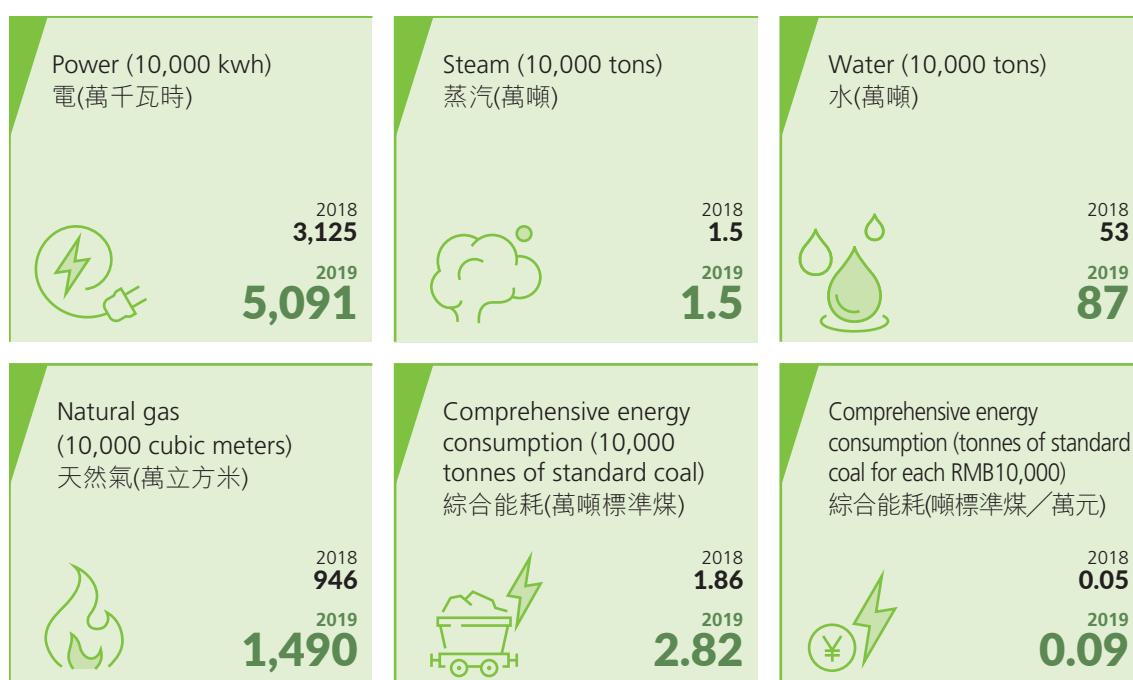 Power (10,000 kwh)
電(萬千瓦時)
2018
3,125
2019
5,091
Steam (10,000 tons)
蒸汽(萬噸)
2018
1.5
2019
1.5
Water (10,000 tons)
水(萬噸)
2018
53
2019
87
Natural gas
(10,000 cubic meters)
天然氣(萬立方米)
2018
946
2019
1,490
Comprehensive energy
consumption (10,000
tonnes of standard coal)
綜合能耗(萬噸標準煤)
2018
1.86
2019
2.82
Comprehensive energy
consumption (tonnes of standard
coal for each RMB10,000)
綜合能耗(噸標準煤╱萬元)
¥
2018
0.05
2019
0.09